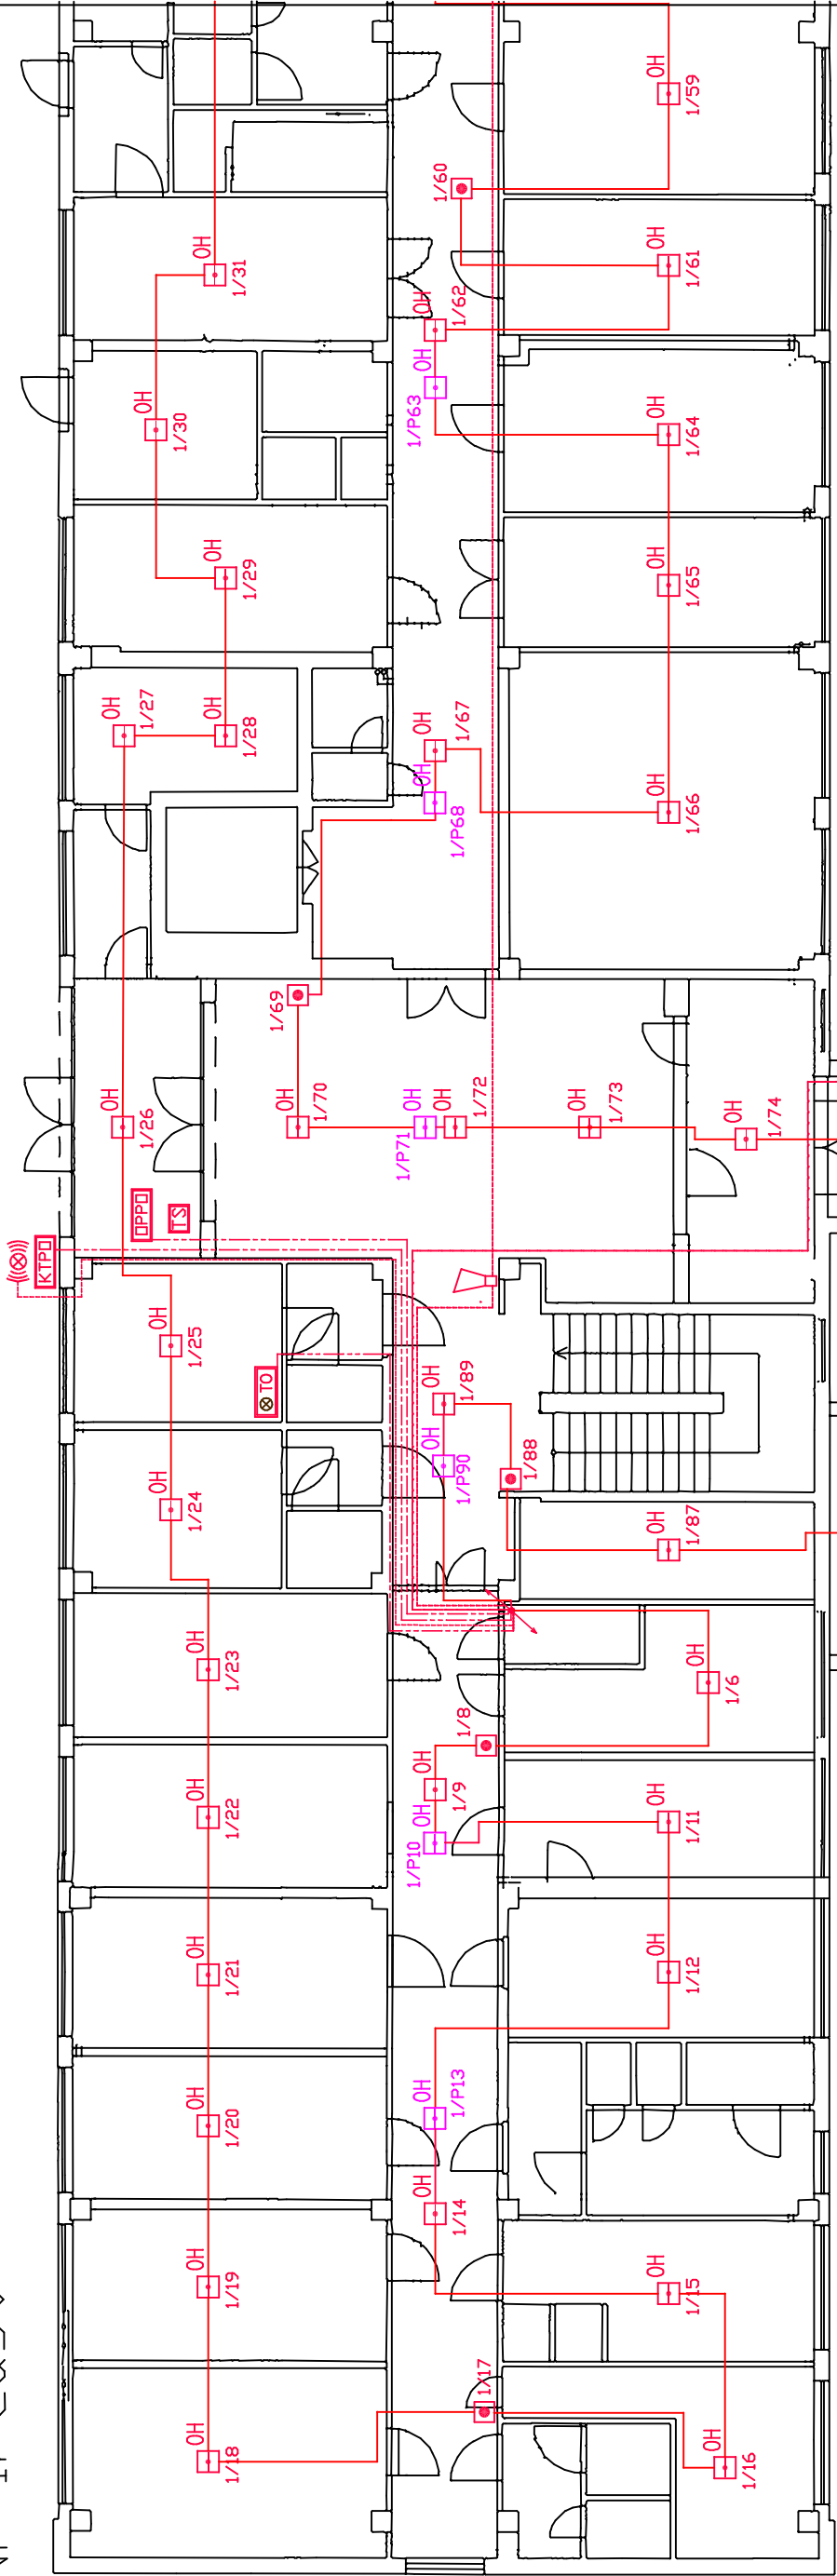 OH
1/59
1/60
OH
1/31
OH
1/61
OH
1/62
OH
1/P63
OH
1/30
OH
1/64
OH
1/29
OH
1/65
OH
1/27
OH
1/28
OH
1/67
OH
1/P68
OH
1/66
1/69
OH
1/26
OH
1/70
OH
1/P71
OH
1/72
OH
1/73
OH
1/74
OPPO
TS
KTPO
OH
1/25
TO
OH
1/89
OH
1/P90
1/88
OH
1/24
OH
1/87
OH
1/23
OH
1/6
1/8
OH
1/9
OH
1/P10
OH
1/22
OH
1/11
OH
1/21
OH
1/12
OH
1/20
OH
1/P13
OH
1/14
OH
1/19
OH
1/15
1/17
OH
1/18
OH
1/16